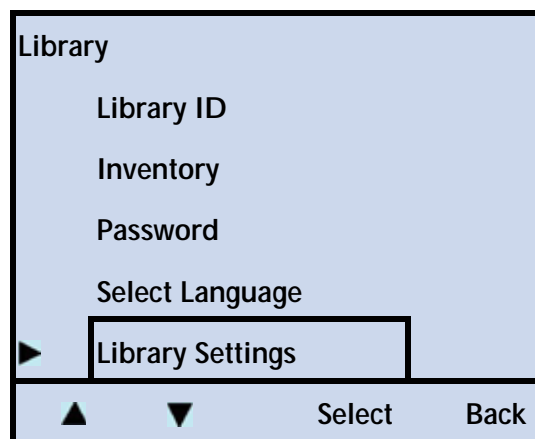 Library
Library ID
Inventory
Password
Select Language
Library Settings
Select Back